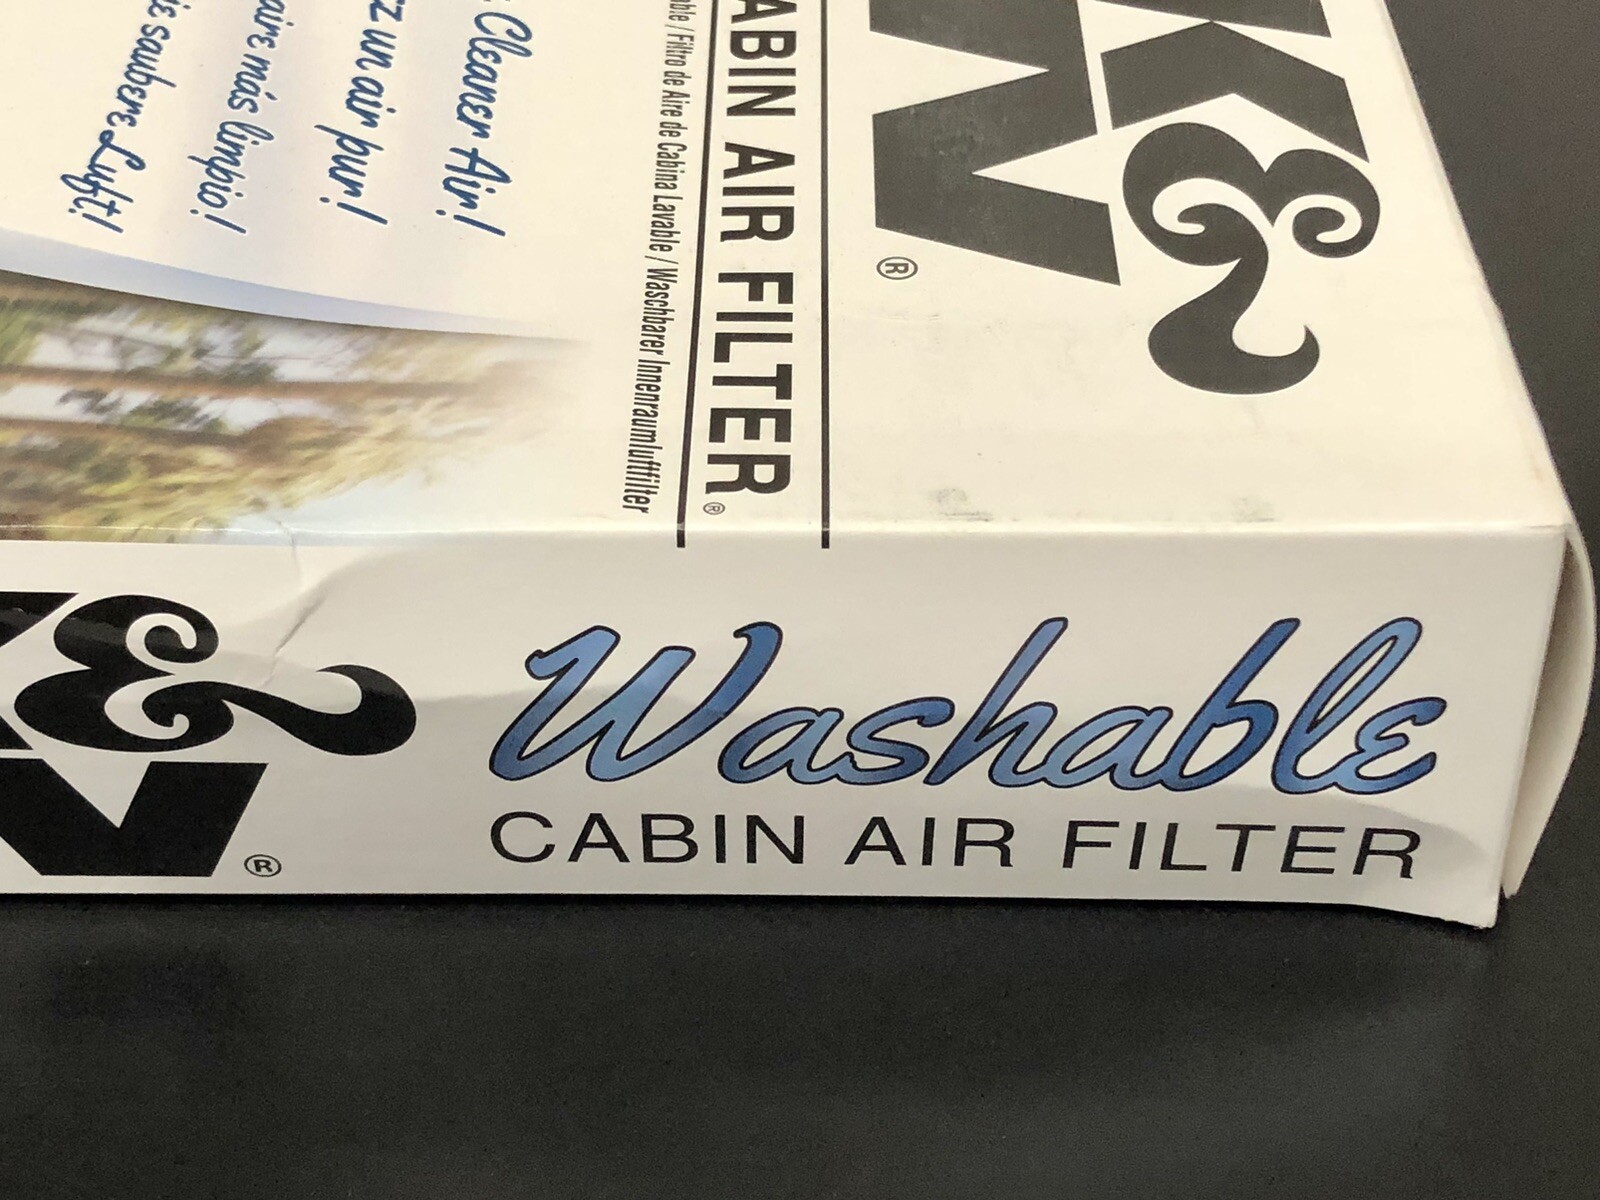 K&N®
CABIN AIR FILTER®
Filtro de Aire de Cabina Lavable / Waschbarer Innenraumluftfilter
Cleaner Air!
un air pur!
aire más limpio!
saubere Luft!
K&N®
Washable
CABIN AIR FILTER